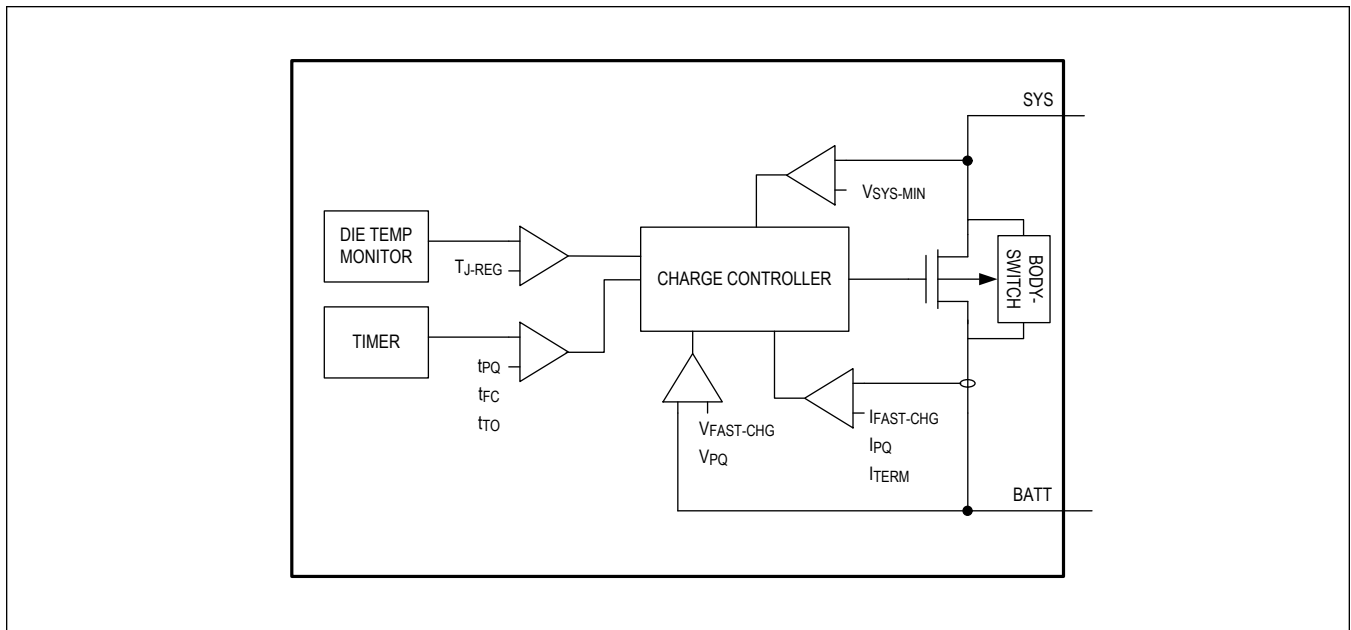 SYS
VSYS-MIN
DIE TEMP
MONITOR
TJ-REG
CHARGE CONTROLLER
BODY-
SWITCH
TIMER
tPQ
tFC
tTO
VFAST-CHG
VPQ
IFAST-CHG
IPQ
ITERM
BATT